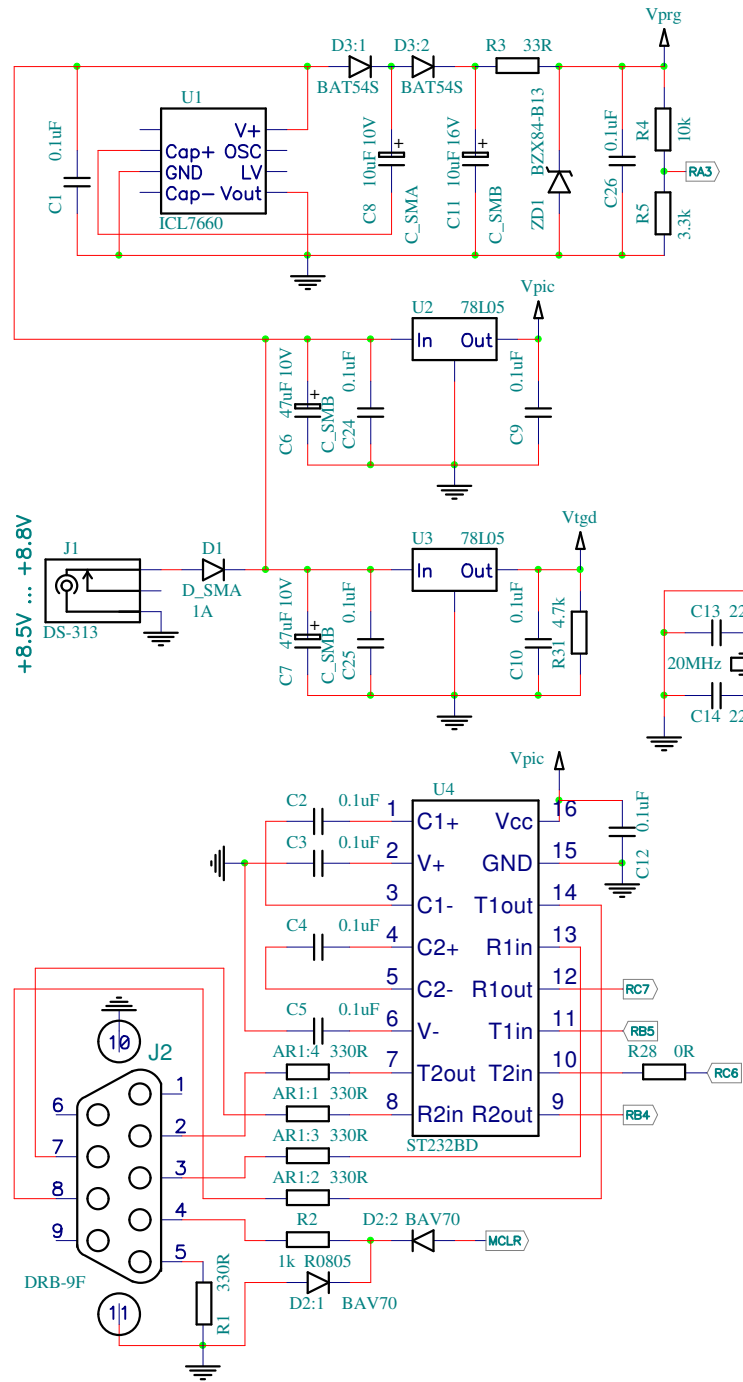 Vprg
D3:1
BAT54S
D3:2
BAT54S
R3 33R
U1
V+
Cap+ OSC
GND LV
Cap- Vout
ICL7660
C1 0.1uF
C8 10uF 10V
C_SMA
C11 10uF 16V
C_SMB
ZD1 BZX84-B13
C26 0.1uF
R4 10k
RA3
R5 3.3k
Vpic
U2 78L05
In Out
C6 47uF 10V
C_SMB
C24 0.1uF
C9 0.1uF
Vtgd
U3 78L05
In Out
+8.5V ... +8.8V
J1
DS-313
D1
D_SMA
1A
C7 47uF 10V
C_SMB
C25 0.1uF
C10 0.1uF
R31 4.7k
C13 22
20MHz
C14 22
Vpic
U4
C2 0.1uF
C3 0.1uF
C4 0.1uF
C5 0.1uF
1 C1+ Vcc 16
2 V+ GND 15
3 C1- T1out 14
4 C2+ R1in 13
5 C2- R1out 12
6 V- T1in 11
7 T2out T2in 10
8 R2in R2out 9
ST232BD
C12 0.1uF
RC7
RB5
R28 0R
RC6
RB4
AR1:4 330R
AR1:1 330R
AR1:3 330R
AR1:2 330R
J2
10
1
6
2
7
3
8
4
9
5
11
DRB-9F
R1 330R
R2
1k R0805
D2:2 BAV70
MCLR
D2:1 BAV70